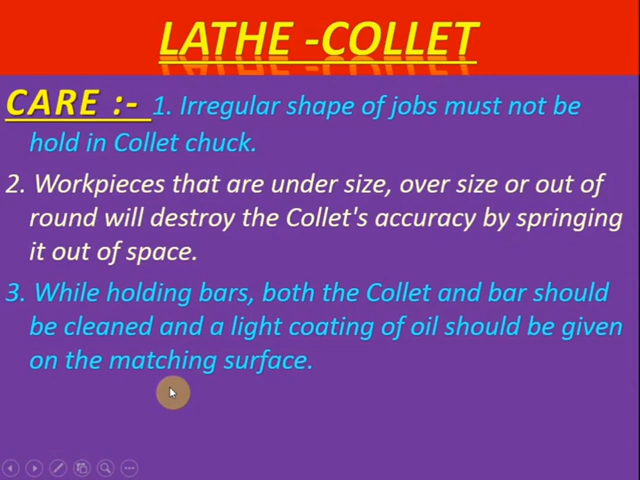 LATHE -COLLET
CARE :- 1. Irregular shape of jobs must not be
hold in Collet chuck.
2. Workpieces that are under size, over size or out of
round will destroy the Collet's accuracy by springing
it out of space.
3. While holding bars, both the Collet and bar should
be cleaned and a light coating of oil should be given
on the matching surface.